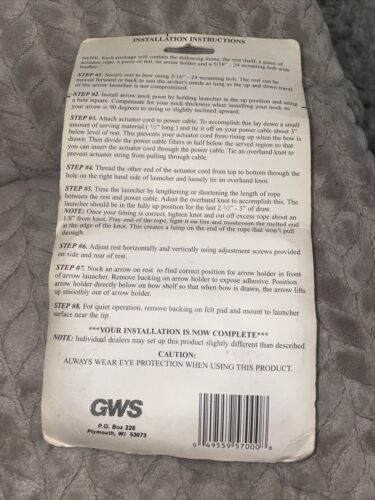 INSTALLATION INSTRUCTIONS
NOTE: Each package will contain the following items; the rest itself, a piece of
actuator rope, a piece of felt, an arrow holder and a 5/16" - 24 mounting bolt with
washer.
STEP #1. Secure rest to bow using 5/16" - 24 mounting bolt. The rest can be
moved forward or back to suit the archer's needs as long as the up and down travel
of the arrow launcher is not compromised.
STEP #2. Install arrow nock point by holding launcher in the up position and using
a bow square. Compensate for your nock thickness when installing your nock so
your arrow is 90 degrees to string or slightly inclined upward.
STEP #3. Attach actuator cord to power cable. To accomplish this lay down a small
amount of serving material ( ½" long ) and tie it off on your power cable about 3"
below level of rest. This prevents your actuator cord from rising up when the bow is
drawn. Then divide the power cable fibers in half below the served region so that
you can insert the actuator cord through the power cable. Tie an overhand knot to
prevent actuator string from pulling through cable.
STEP #4. Thread the other end of the actuator cord from top to bottom through the
hole on the right hand side of launcher and loosely tie an overhand knot.
STEP #5. Time the launcher by lengthening or shortening the length of rope
between the rest and power cable. Adjust the overhand knot to accomplish this. The
launcher should be in the fully up position for the last 2 ½" - 3" of draw.
NOTE: Once your timing is correct, tighten knot and cut off excess rope about an
1/8" from knot. Fray end of the rope, light it on fire and mushroom the melted end
at the edge of the knot. This creates a lump on the end of the rope that won't pull
through.
STEP #6. Adjust rest horizontally and vertically using adjustment screws provided
on side and rear of rest.
STEP #7. Nock an arrow on rest to find correct position for arrow holder in front
of arrow launcher. Remove backing on arrow holder to expose adhesive. Position
arrow holder directly below on bow shelf so that when bow is drawn, the arrow lifts
up smoothly out of arrow holder.
STEP #8. For quiet operation, remove backing on felt pad and mount to launcher
surface near the tip.
***YOUR INSTALLATION IS NOW COMPLETE***
NOTE: Individual dealers may set up this product slightly different than described.
CAUTION:
ALWAYS WEAR EYE PROTECTION WHEN USING THIS PRODUCT.
GWS
P.O. Box 226
Plymouth, WI 53073
0 49559 57000 8